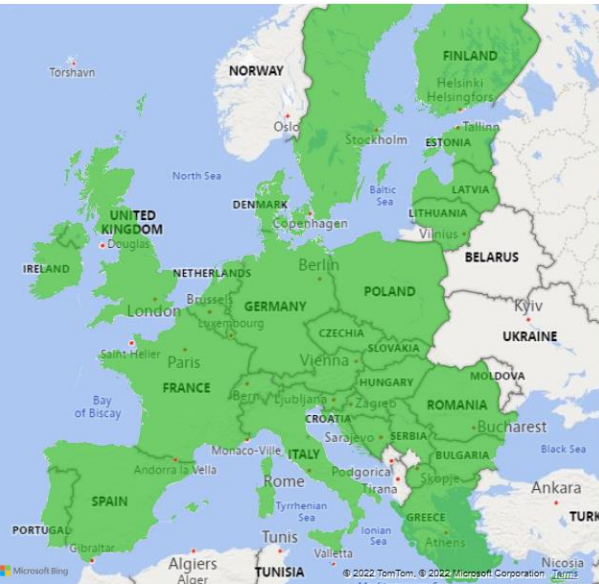 FINLAND
NORWAY
Torshavn
Helsinki
Helsingfors
Oslo
Tallinn
Stockholm
ESTONIA
North Sea
Baltic
Sea
LATVIA
DENMARK
LITHUANIA
Copenhagen
UNITED
KINGDOM
Vilnius
Douglas
BELARUS
IRELAND
NETHERLANDS
Berlin
POLAND
Brussels
London
GERMANY
Kyiv
Luxembourg
CZECHIA
UKRAINE
SLOVAKIA
Saint Helier
Paris
Vienna
MOLDOVA
HUNGARY
FRANCE
Bern
Ljubljana
Zagreb
ROMANIA
Bay
of Biscay
CROATIA
Bucharest
Sarajevo
SERBIA
Monaco-Ville
ITALY
BULGARIA
Black Sea
Andorra la Vella
Podgorica
Skopje
Rome
Tirana
Ankara
SPAIN
Tyrrhenian
Sea
GREECE
TURK
PORTUGAL
Ionian
Sea
Athens
Gibraltar
Tunis
Valletta
Algiers
Alger
Nicosia
Microsoft Bing
TUNISIA
© 2022 TomTom, © 2022 Microsoft Corporation Terms